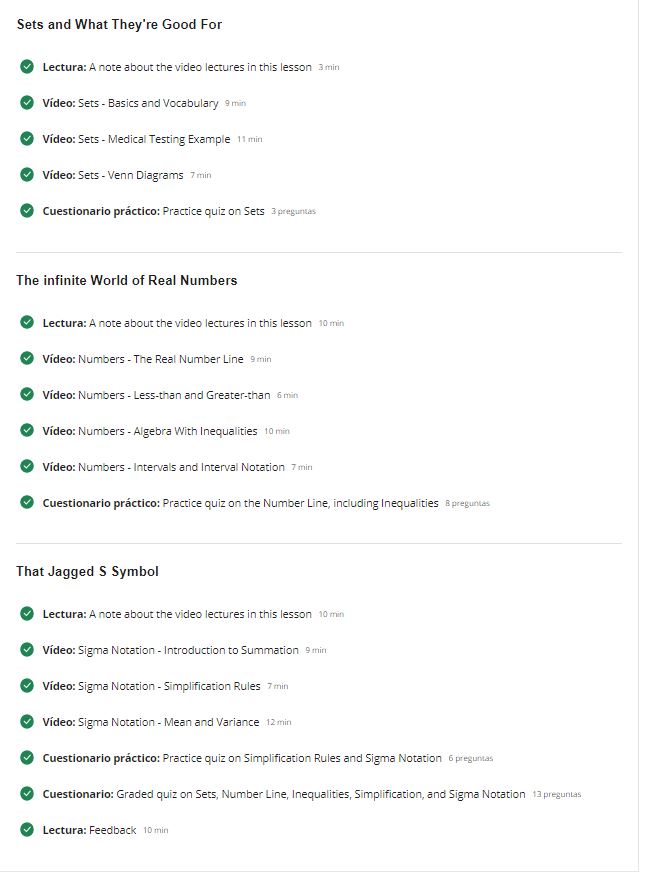 Sets and What They're Good For
Lectura: A note about the video lectures in this lesson 3 min
Vídeo: Sets - Basics and Vocabulary 9 min
Vídeo: Sets - Medical Testing Example 11 min
Vídeo: Sets - Venn Diagrams 7 min
Cuestionario práctico: Practice quiz on Sets 3 preguntas
The infinite World of Real Numbers
Lectura: A note about the video lectures in this lesson 10 min
Vídeo: Numbers - The Real Number Line 9 min
Vídeo: Numbers - Less-than and Greater-than 6 min
Vídeo: Numbers - Algebra With Inequalities 10 min
Vídeo: Numbers - Intervals and Interval Notation 7 min
Cuestionario práctico: Practice quiz on the Number Line, including Inequalities 8 preguntas
That Jagged S Symbol
Lectura: A note about the video lectures in this lesson 10 min
Vídeo: Sigma Notation - Introduction to Summation 9 min
Vídeo: Sigma Notation - Simplification Rules 7 min
Vídeo: Sigma Notation - Mean and Variance 12 min
Cuestionario práctico: Practice quiz on Simplification Rules and Sigma Notation 6 preguntas
Cuestionario: Graded quiz on Sets, Number Line, Inequalities, Simplification, and Sigma Notation 13 preguntas
Lectura: Feedback 10 min